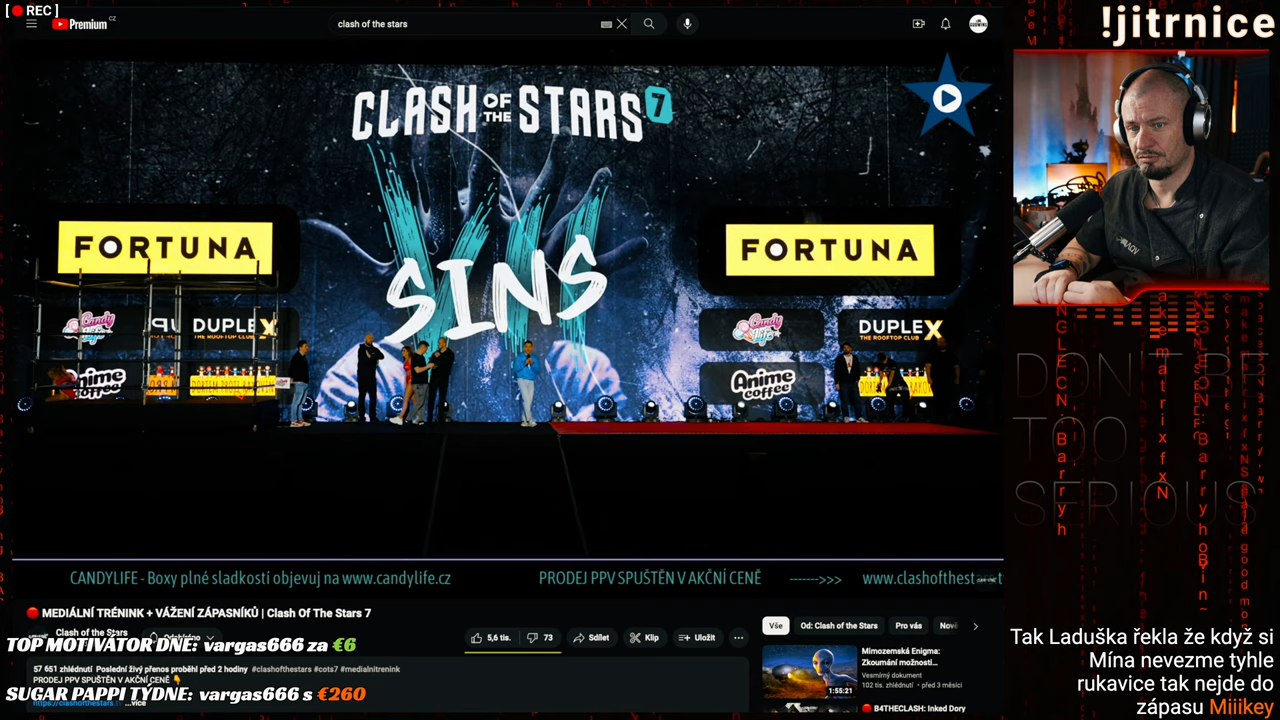 [ REC ]
Premium CZ
clash of the stars
!jitrnice
CLASH OF THE STARS 7
SINS
FORTUNA
FORTUNA
Candy Life
DUPLEX
THE ROOFTOP CLUB
Anime coffee
Candy Life
DUPLEX
THE ROOFTOP CLUB
Anime coffee
DON'T BE
TOO
SERIOUS
CANDYLIFE - Boxy plné sladkostí objevuj na www.candylife.cz
PRODEJ PPV SPUŠTĚN V AKČNÍ CENĚ ------->>>
MEDIÁLNÍ TRÉNINK + VÁŽENÍ ZÁPASNÍKŮ | Clash Of The Stars 7
Clash of the Stars
5,6 tis.
73
Sdílet
Klip
Uložit
Vše
Od: Clash of the Stars
Pro vás
TOP MOTIVÁTOR DNE: vargas666 za €6
57 651 zhlédnutí Poslední živý přenos proběhl před 2 hodiny #clashofthestars #cots7 #medialnitrenink
PRODEJ PPV SPUŠTĚN V AKČNÍ CENĚ
SUGAR PAPPI TÝDNE: vargas666 s €260
...více
Mimozemská Enigma:
Zkoumání možností...
Vesmírný dokument
102 tis. zhlédnutí • před 3 měsíci
1:55:21
B4THECLASH: Inked Dory
Tak Laduška řekla že když si
Mína nevezme tyhle
rukavice tak nejde do
zápasu Miiikey